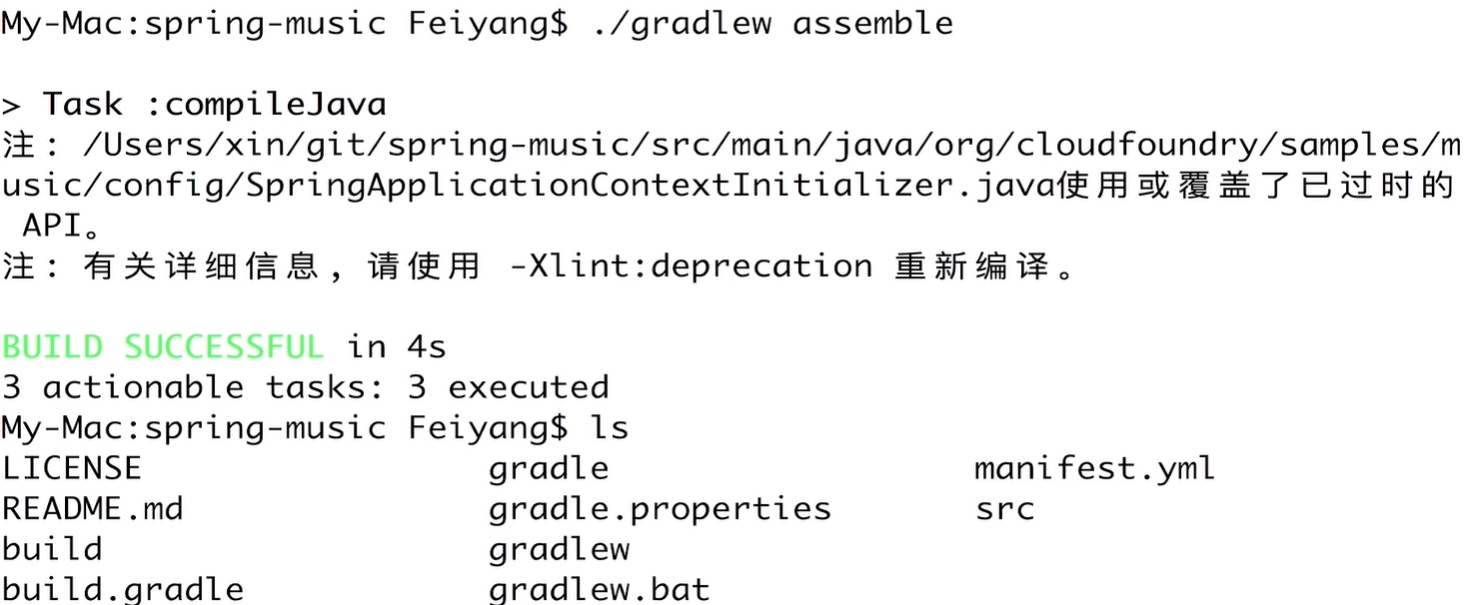 My-Mac:spring-music Feiyang$ ./gradlew assemble
> Task :compileJava
注: /Users/xin/git/spring-music/src/main/java/org/cloudfoundry/samples/m
usic/config/SpringApplicationContextInitializer.java使用或覆盖了已过时的
 API。
注: 有关详细信息, 请使用 -Xlint:deprecation 重新编译。
BUILD SUCCESSFUL in 4s
3 actionable tasks: 3 executed
My-Mac:spring-music Feiyang$ ls
LICENSE gradle manifest.yml
README.md gradle.properties src
build gradlew
build.gradle gradlew.bat